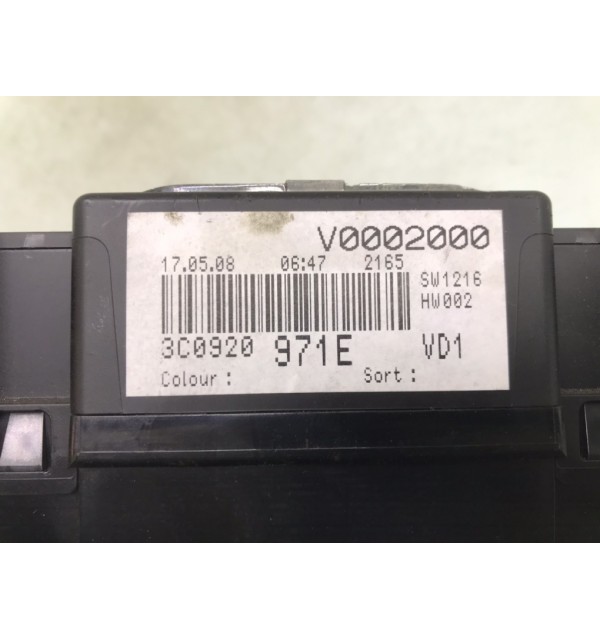 V0002000
17.05.08 06:47 2165
SW1216
HW002
3C0920 971E VD1
Colour : Sort :